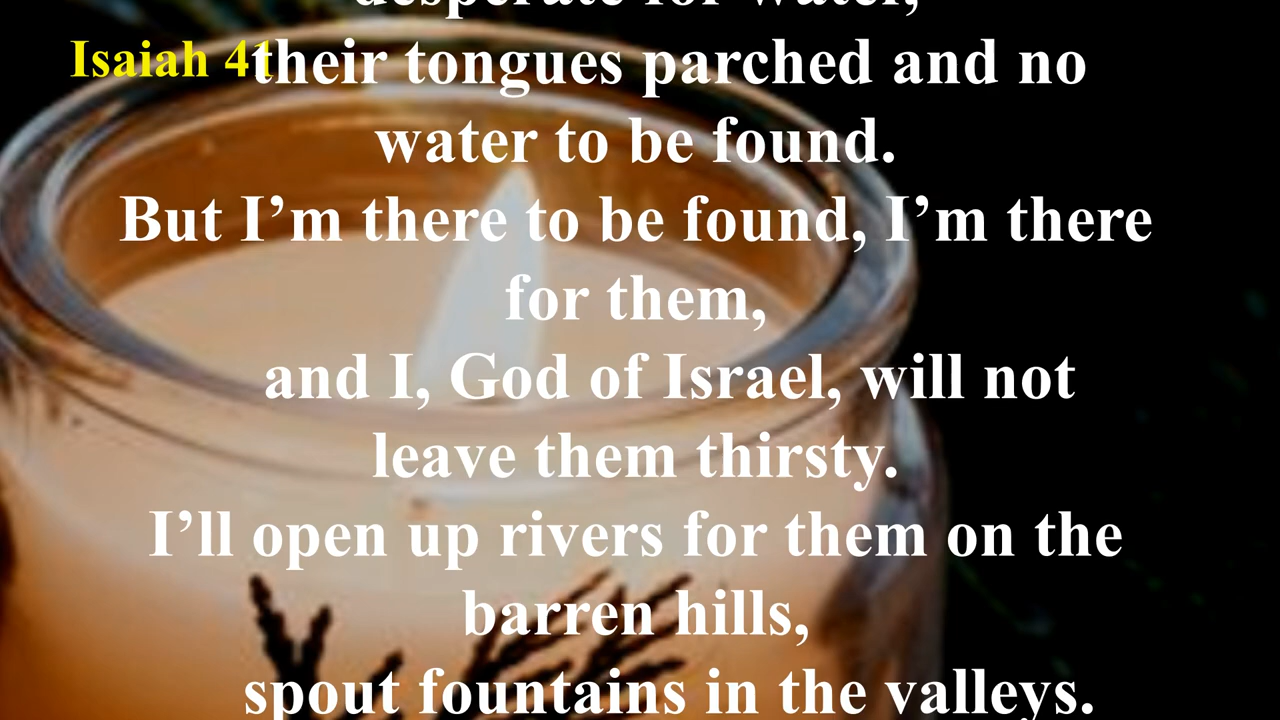 desperate for water,
Isaiah 41
their tongues parched and no
water to be found.
But I’m there to be found, I’m there
for them,
and I, God of Israel, will not
leave them thirsty.
I’ll open up rivers for them on the
barren hills,
spout fountains in the valleys.